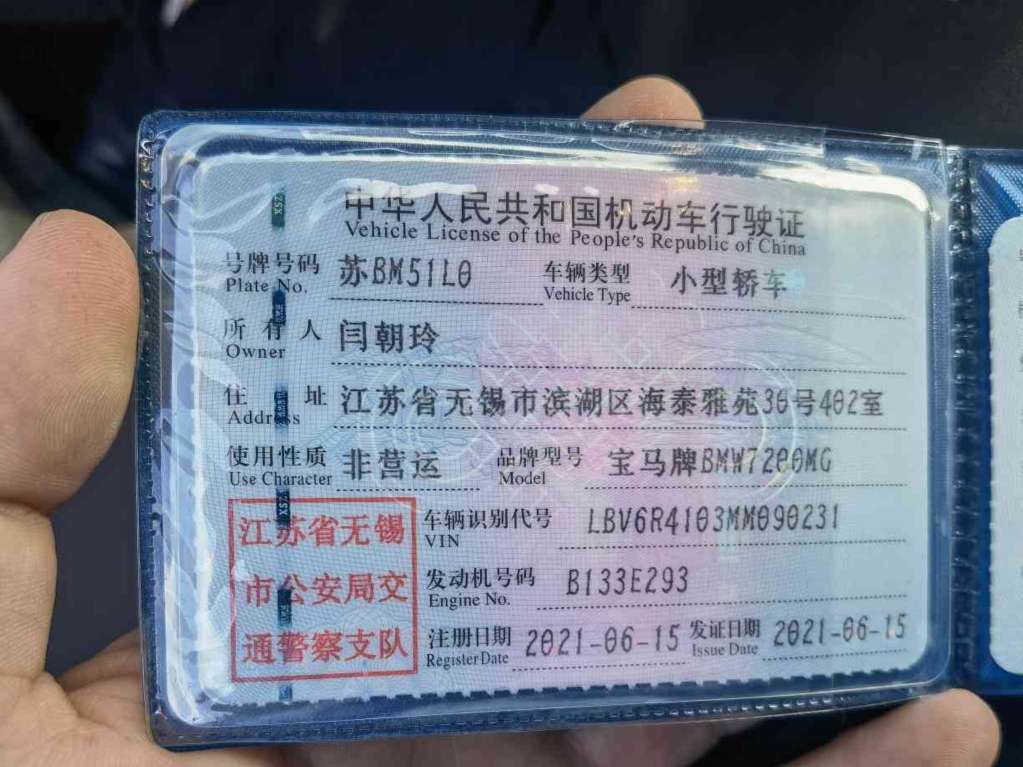 中华人民共和国机动车行驶证
Vehicle License of the People's Republic of China
号牌号码 苏BM51L0 车辆类型 小型轿车
Plate No. Vehicle Type
所有人 闫朝玲
Owner
住址 江苏省无锡市滨湖区海泰雅苑30号402室
Address
使用性质 非营运 品牌型号 宝马牌BMW7200MG
Use Character Model
江苏省无锡
市公安局交
通警察支队
车辆识别代号 LBV6R4103MM090231
VIN
发动机号码 B133E293
Engine No.
注册日期 2021-06-15 发证日期 2021-06-15
Register Date Issue Date